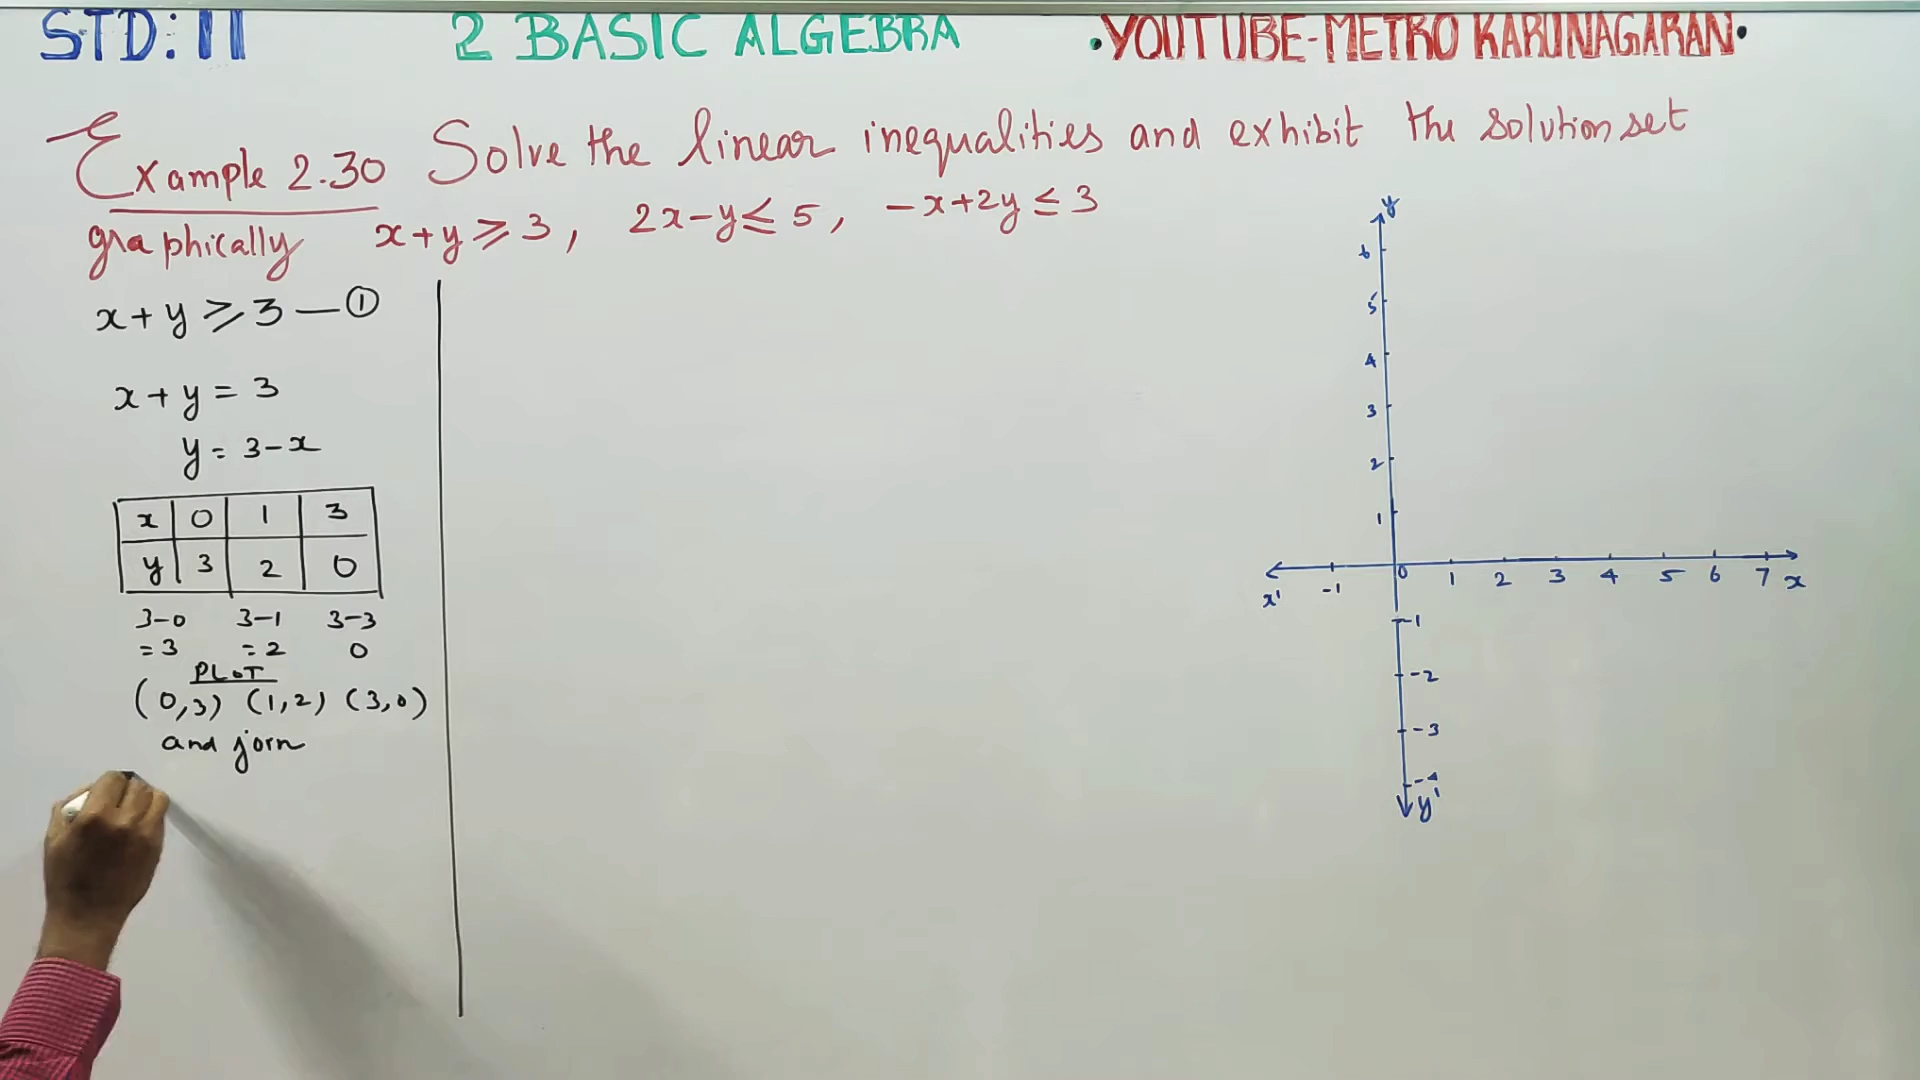 STD: 11 2 BASIC ALGEBRA • YOUTUBE-METRO KARUNAGARAN •
Example 2.30 Solve the linear inequalities and exhibit the solution set
graphically x+y ≥ 3, 2x-y ≤ 5, -x+2y ≤ 3
x+y ≥ 3 — ①
x+y = 3
y = 3-x
x 0 1 3
y 3 2 0
3-0 3-1 3-3
=3 =2 0
PLOT
(0,3) (1,2) (3,0)
and join
y
6
5
4
3
2
1
x' -1 0 1 2 3 4 5 6 7 x
-1
-2
-3
-4
y'